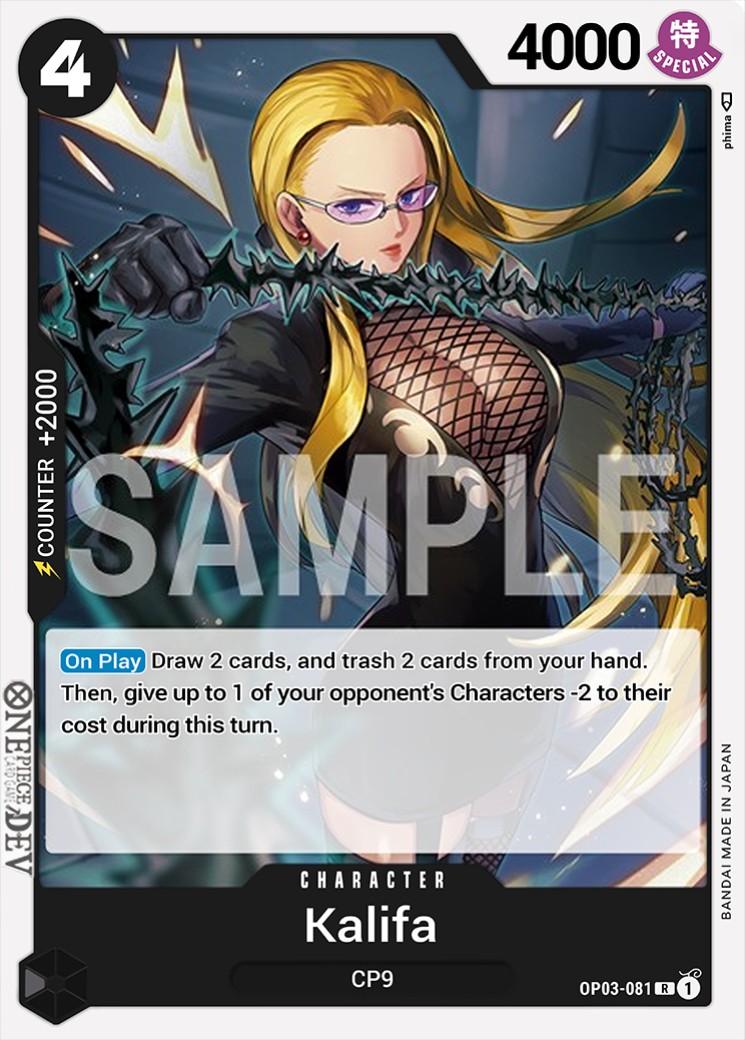 4
4000
特
SPECIAL
phima
COUNTER +2000
SAMPLE
On Play Draw 2 cards, and trash 2 cards from your hand.
Then, give up to 1 of your opponent's Characters -2 to their
cost during this turn.
ONE PIECE
CARD GAME
/DEV
BANDAI MADE IN JAPAN
CHARACTER
Kalifa
CP9
OP03-081 R 1